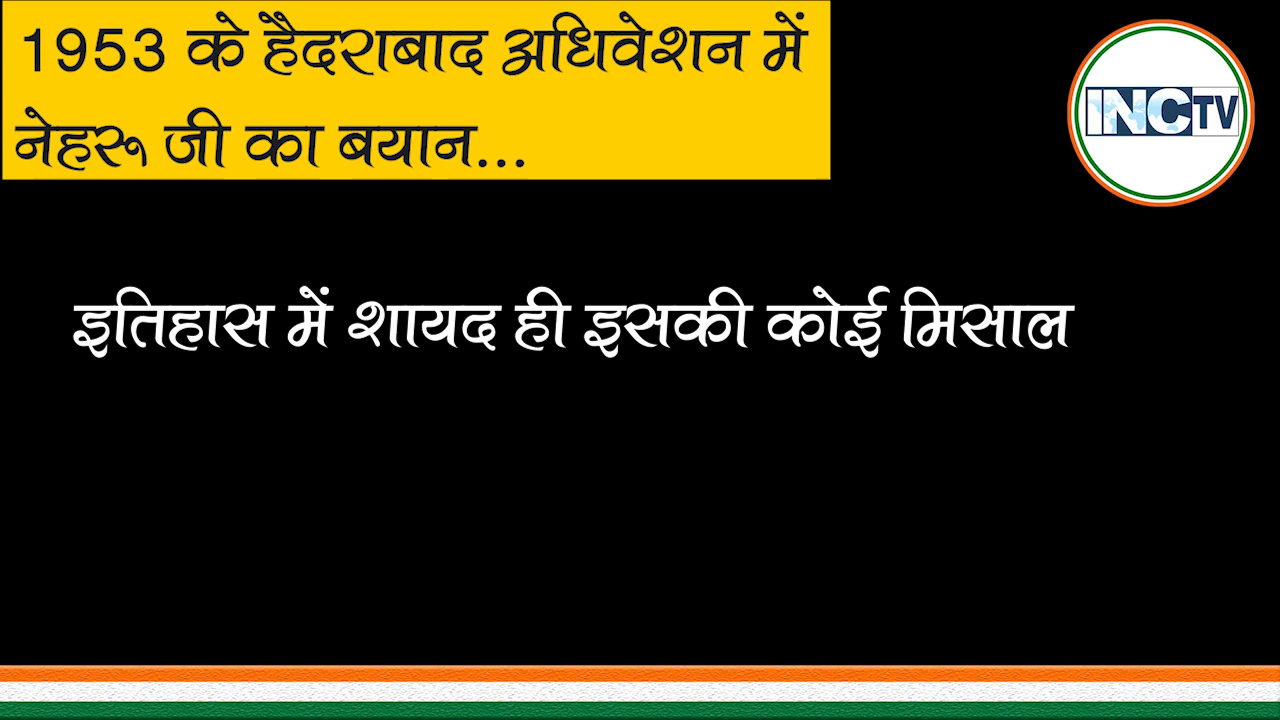 1953 के हैदराबाद अधिवेशन में
नेहरू जी का बयान...
INCTV
इतिहास में शायद ही इसकी कोई मिसाल